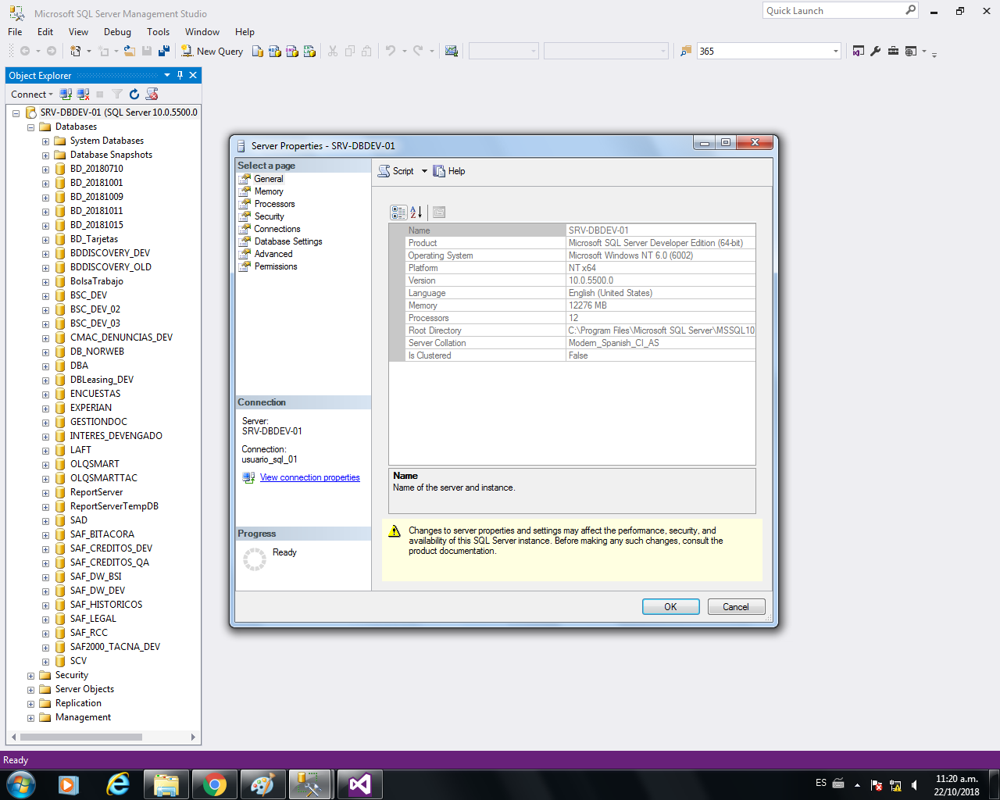 Microsoft SQL Server Management Studio
Quick Launch
File Edit View Debug Tools Window Help
New Query
365
Object Explorer
Connect
SRV-DBDEV-01 (SQL Server 10.0.5500.0
Databases
System Databases
Database Snapshots
BD_20180710
BD_20181001
BD_20181009
BD_20181011
BD_20181015
BD_Tarjetas
BDDISCOVERY_DEV
BDDISCOVERY_OLD
BolsaTrabajo
BSC_DEV
BSC_DEV_02
BSC_DEV_03
CMAC_DENUNCIAS_DEV
DB_NORWEB
DBA
DBLeasing_DEV
ENCUESTAS
EXPERIAN
GESTIONDOC
INTERES_DEVENGADO
LAFT
OLQSMART
OLQSMARTTAC
ReportServer
ReportServerTempDB
SAD
SAF_BITACORA
SAF_CREDITOS_DEV
SAF_CREDITOS_QA
SAF_DW_BSI
SAF_DW_DEV
SAF_HISTORICOS
SAF_LEGAL
SAF_RCC
SAF2000_TACNA_DEV
SCV
Security
Server Objects
Replication
Management
Server Properties - SRV-DBDEV-01
Select a page
General
Memory
Processors
Security
Connections
Database Settings
Advanced
Permissions
Connection
Server:
SRV-DBDEV-01
Connection:
usuario_sql_01
View connection properties
Progress
Ready
Script Help
Name SRV-DBDEV-01
Product Microsoft SQL Server Developer Edition (64-bit)
Operating System Microsoft Windows NT 6.0 (6002)
Platform NT x64
Version 10.0.5500.0
Language English (United States)
Memory 12276 MB
Processors 12
Root Directory C:\Program Files\Microsoft SQL Server\MSSQL10
Server Collation Modern_Spanish_CI_AS
Is Clustered False
Name
Name of the server and instance.
Changes to server properties and settings may affect the performance, security, and
availability of this SQL Server instance. Before making any such changes, consult the
product documentation.
OK Cancel
Ready
ES
11:20 a.m.
22/10/2018